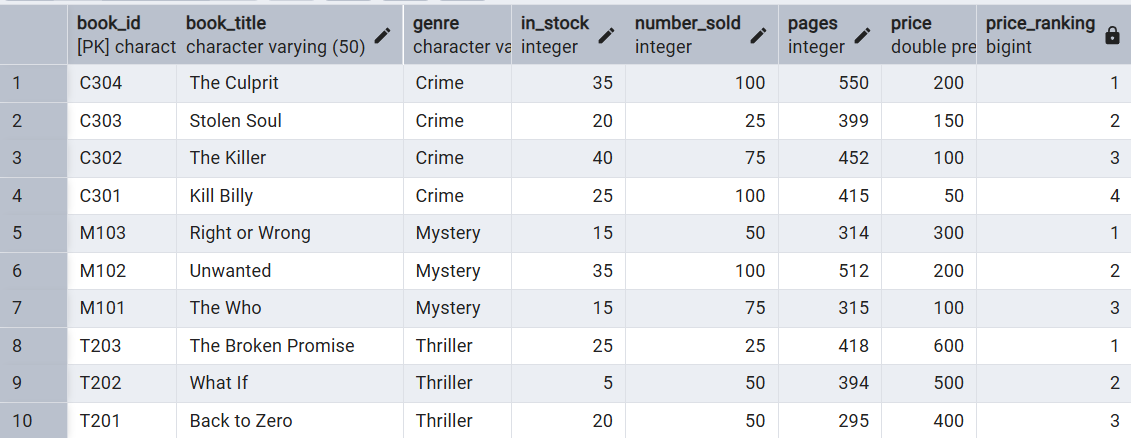 book_id book_title genre in_stock number_sold pages price price_ranking
[PK] charact character varying (50) character va integer integer integer double pre bigint
1 C304 The Culprit Crime 35 100 550 200 1
2 C303 Stolen Soul Crime 20 25 399 150 2
3 C302 The Killer Crime 40 75 452 100 3
4 C301 Kill Billy Crime 25 100 415 50 4
5 M103 Right or Wrong Mystery 15 50 314 300 1
6 M102 Unwanted Mystery 35 100 512 200 2
7 M101 The Who Mystery 15 75 315 100 3
8 T203 The Broken Promise Thriller 25 25 418 600 1
9 T202 What If Thriller 5 50 394 500 2
10 T201 Back to Zero Thriller 20 50 295 400 3